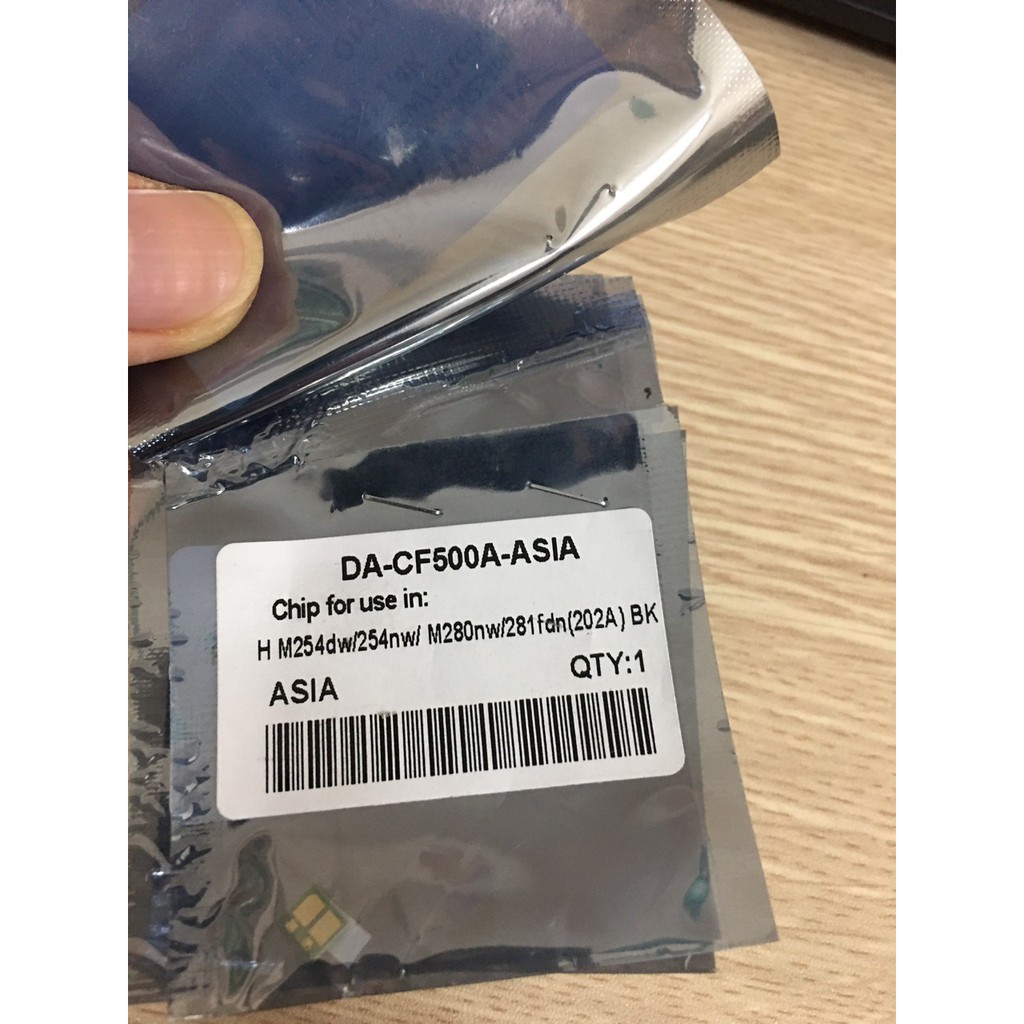 DA-CF500A-ASIA
Chip for use in:
H M254dw/254nw/ M280nw/281fdn(202A) BK
QTY:1
ASIA